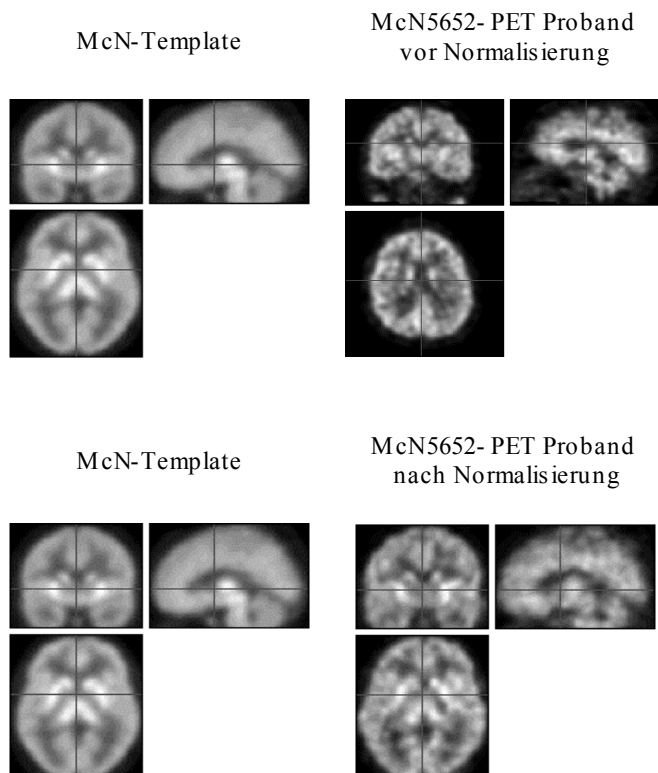 McN-Template
McN5652- PET Proband
vor Normalisierung
McN-Template
McN5652- PET Proband
nach Normalisierung